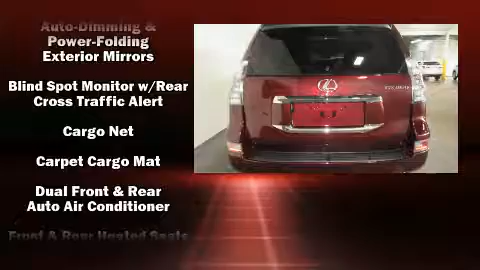 Auto-Dimming &
Power-Folding
Exterior Mirrors
Blind Spot Monitor w/Rear
Cross Traffic Alert
Cargo Net
Carpet Cargo Mat
Dual Front & Rear
Auto Air Conditioner
Front & Rear Heated Seats